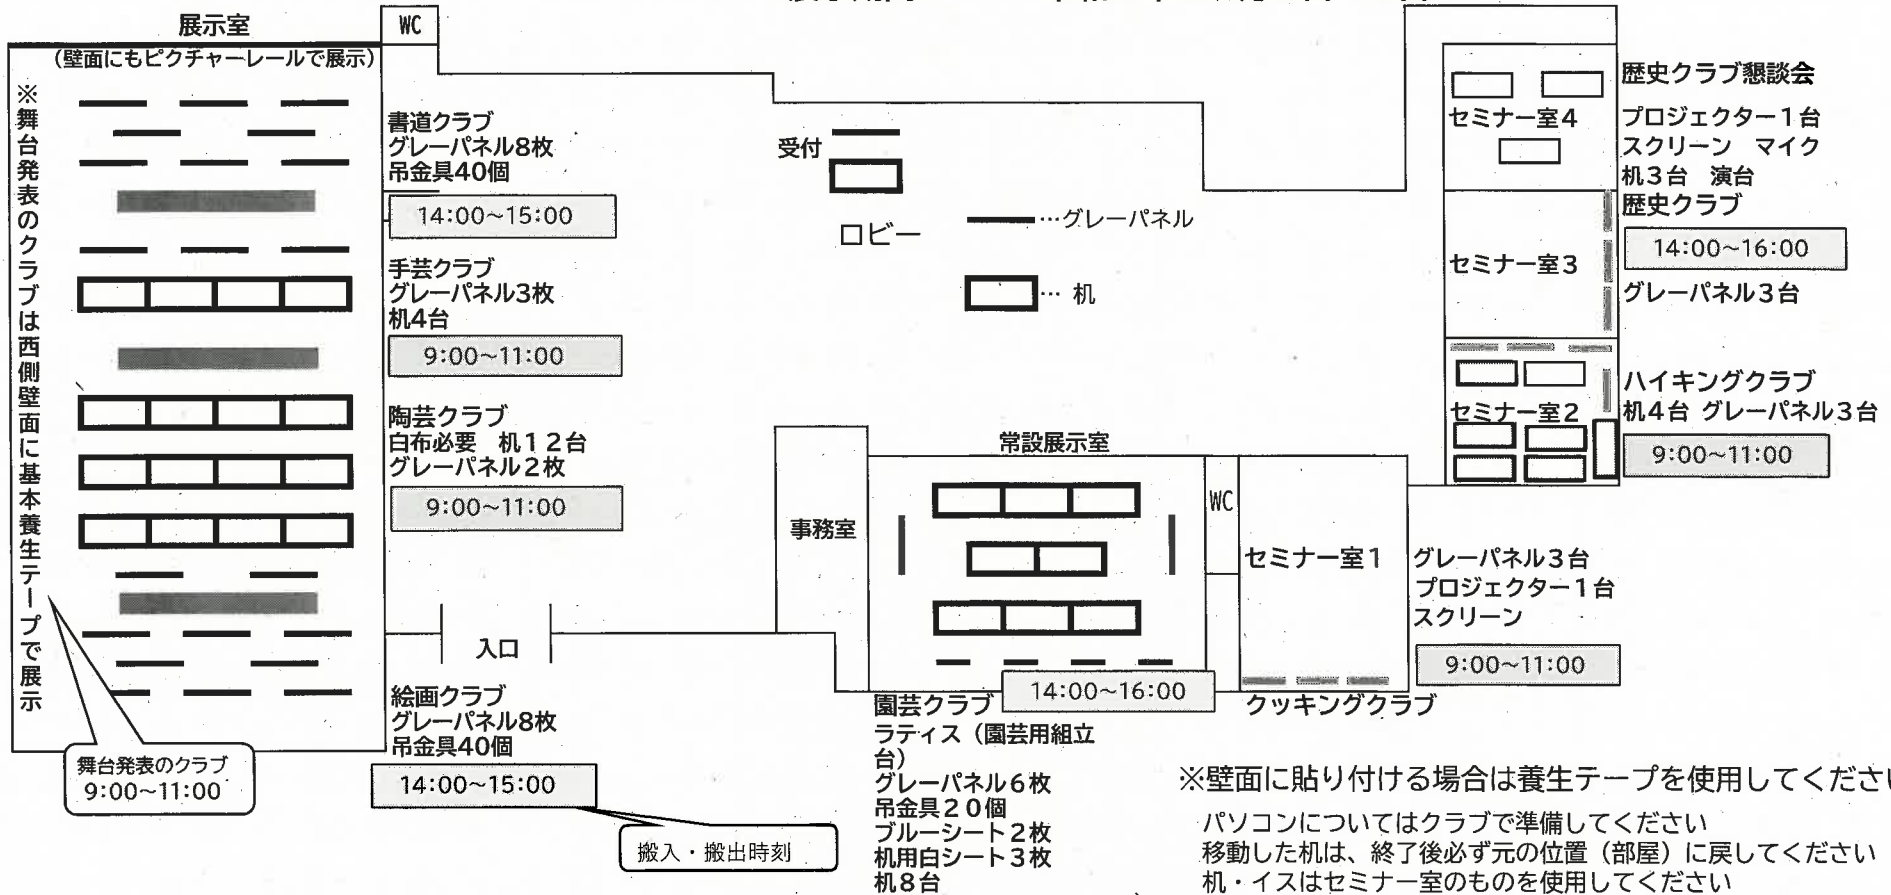 展示室
WC
(壁面にもピクチャーレールで展示)
※舞台発表のクラブは西側壁面に基本養生テープで展示
書道クラブ
グレーパネル8枚
吊金具40個
14:00~15:00
手芸クラブ
グレーパネル3枚
机4台
9:00~11:00
陶芸クラブ
白布必要 机12台
グレーパネル2枚
9:00~11:00
入口
絵画クラブ
グレーパネル8枚
吊金具40個
14:00~15:00
舞台発表のクラブ
9:00~11:00
搬入・搬出時刻
受付
ロビー
…グレーパネル
… 机
事務室
常設展示室
WC
セミナー室1
園芸クラブ
14:00~16:00
ラティス(園芸用組立
台)
グレーパネル6枚
吊金具20個
ブルーシート2枚
机用白シート3枚
机8台
クッキングクラブ
グレーパネル3台
プロジェクター1台
スクリーン
9:00~11:00
セミナー室4
歴史クラブ懇談会
プロジェクター1台
スクリーン マイク
机3台 演台
歴史クラブ
14:00~16:00
セミナー室3
グレーパネル3台
セミナー室2
ハイキングクラブ
机4台 グレーパネル3台
9:00~11:00
※壁面に貼り付ける場合は養生テープを使用してくださ
パソコンについてはクラブで準備してください
移動した机は、終了後必ず元の位置(部屋)に戻してください
机・イスはセミナー室のものを使用してください